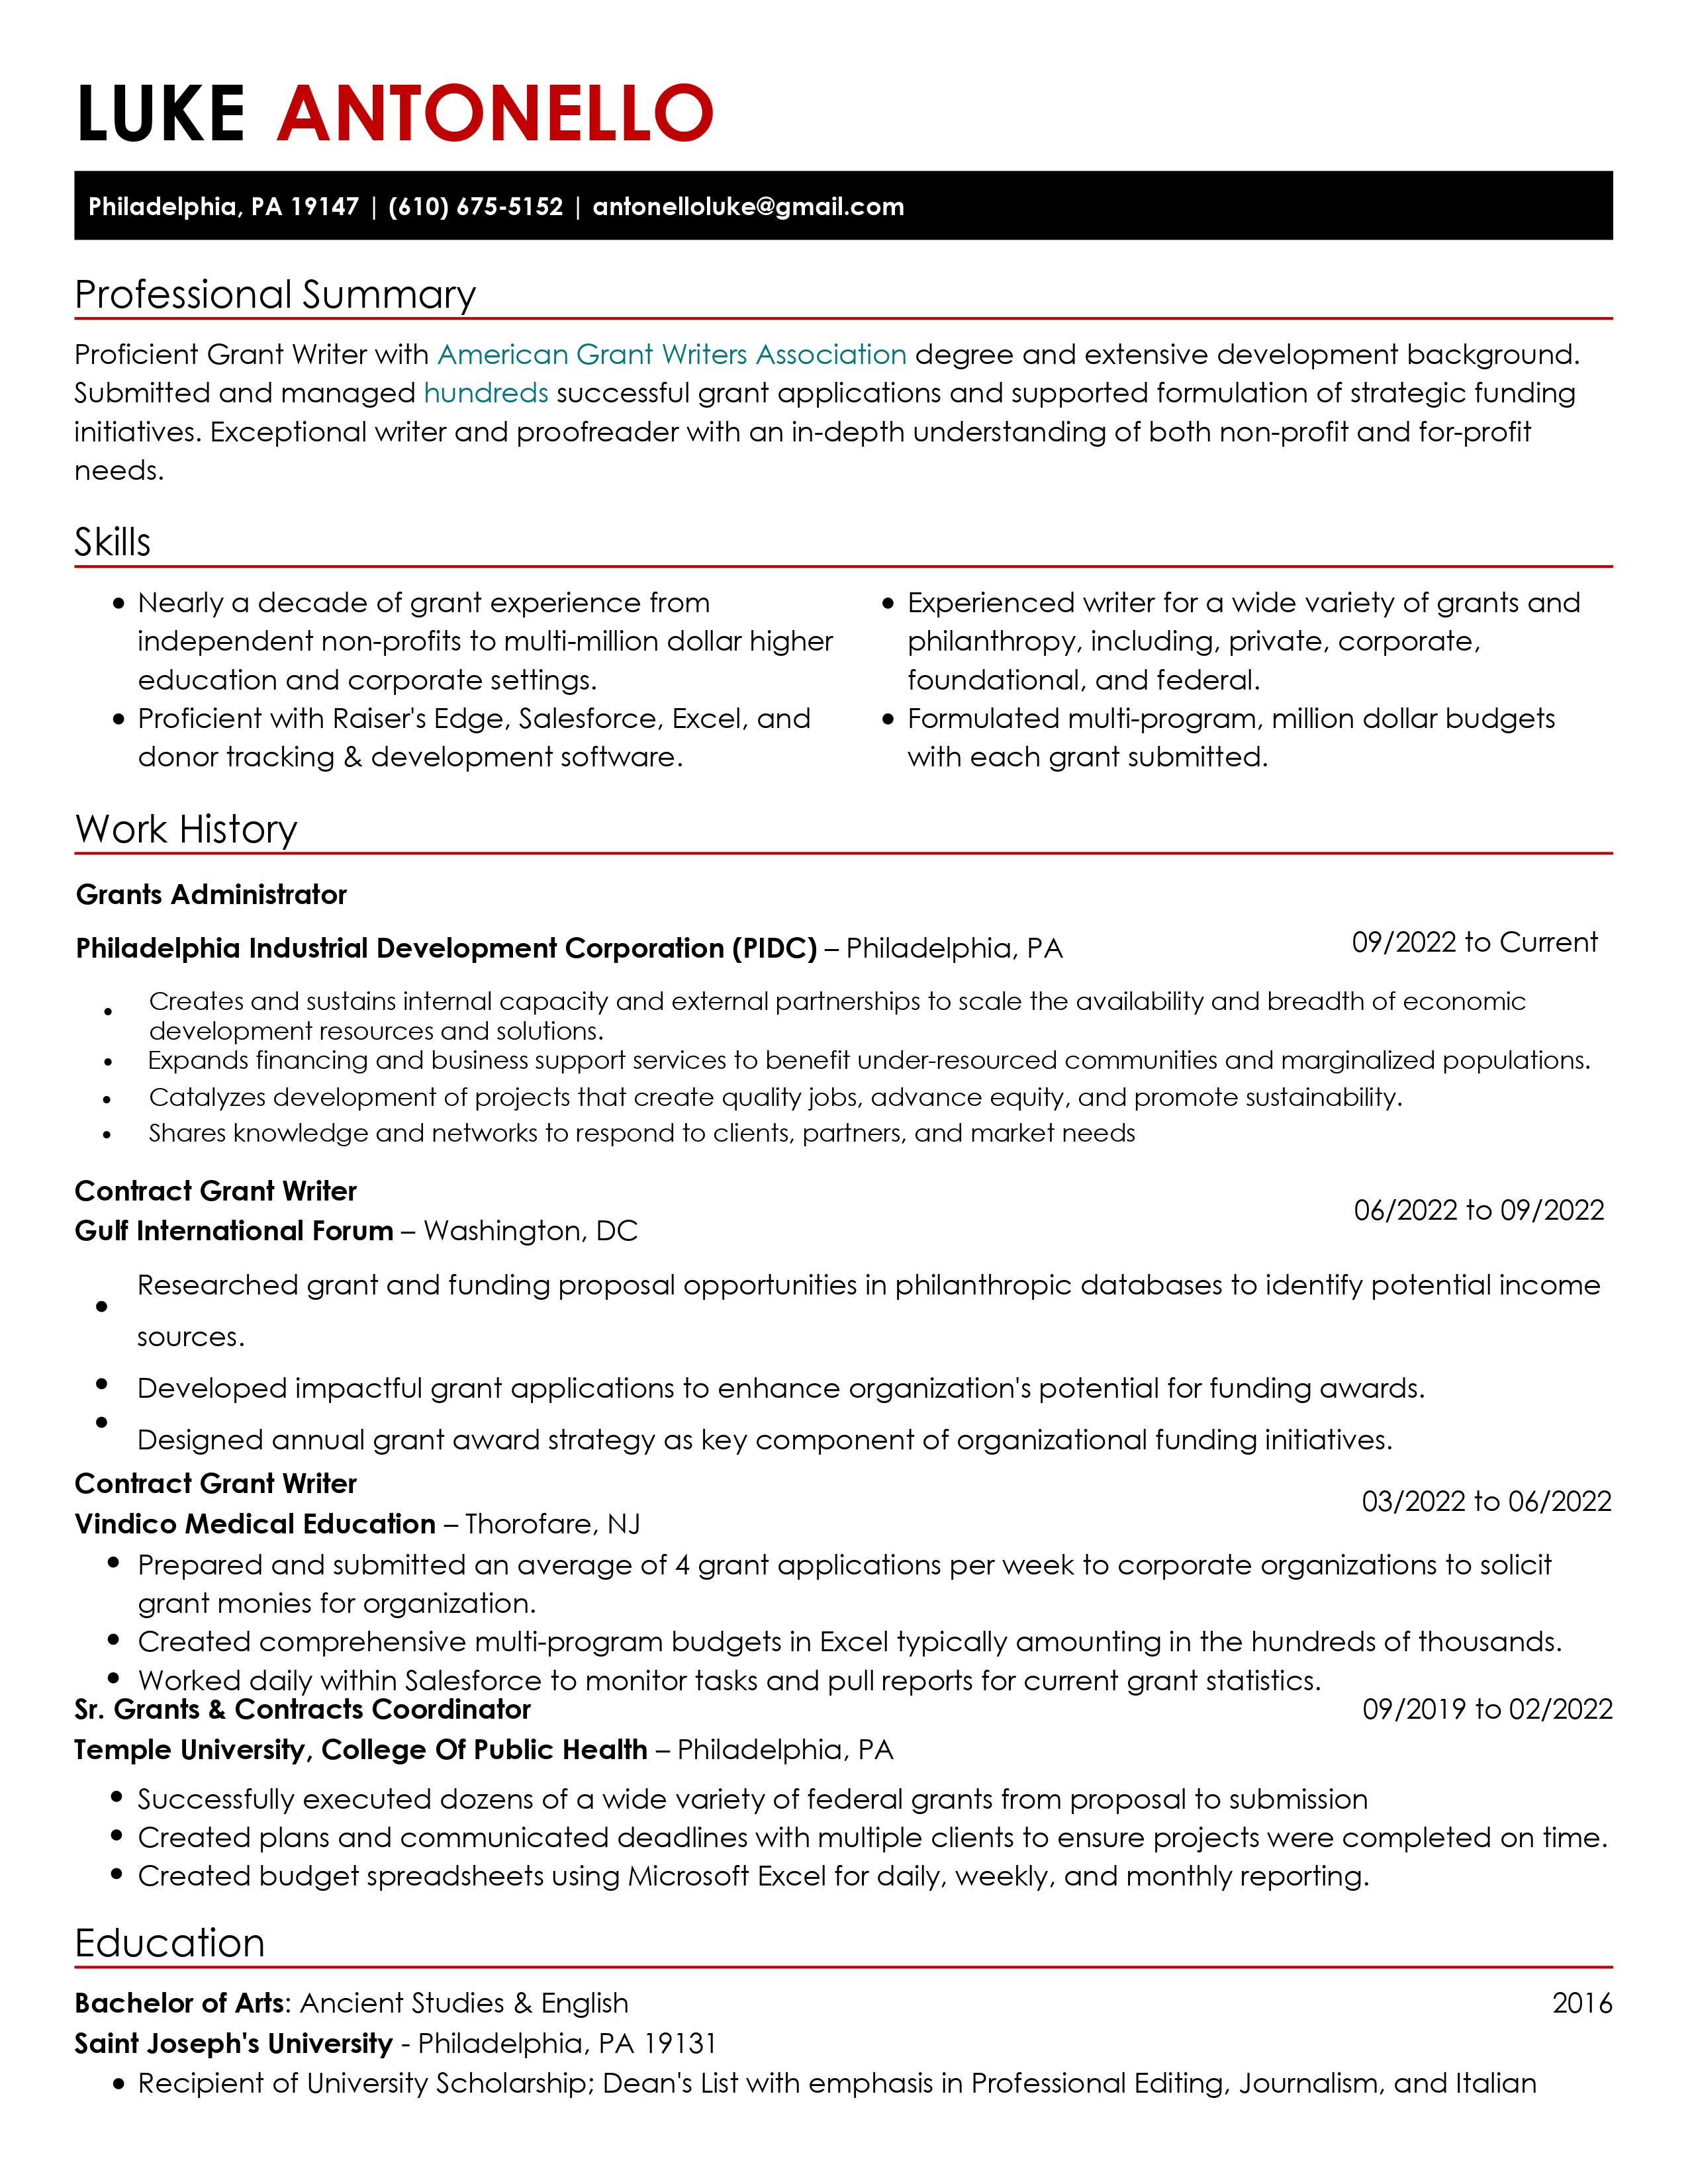 LUKE ANTONELLO
Philadelphia, PA 19147 | (610) 675-5152 | antonelloluke@gmail.com
Professional Summary
Proficient Grant Writer with American Grant Writers Association degree and extensive development background.
Submitted and managed hundreds successful grant applications and supported formulation of strategic funding
initiatives. Exceptional writer and proofreader with an in-depth understanding of both non-profit and for-profit
needs.
Skills
• Nearly a decade of grant experience from
independent non-profits to multi-million dollar higher
education and corporate settings.
• Proficient with Raiser's Edge, Salesforce, Excel, and
donor tracking & development software.
• Experienced writer for a wide variety of grants and
philanthropy, including, private, corporate,
foundational, and federal.
• Formulated multi-program, million dollar budgets
with each grant submitted.
Work History
Grants Administrator
Philadelphia Industrial Development Corporation (PIDC) – Philadelphia, PA 09/2022 to Current
• Creates and sustains internal capacity and external partnerships to scale the availability and breadth of economic
development resources and solutions.
• Expands financing and business support services to benefit under-resourced communities and marginalized populations.
• Catalyzes development of projects that create quality jobs, advance equity, and promote sustainability.
• Shares knowledge and networks to respond to clients, partners, and market needs
Contract Grant Writer
06/2022 to 09/2022
Gulf International Forum – Washington, DC
• Researched grant and funding proposal opportunities in philanthropic databases to identify potential income
sources.
• Developed impactful grant applications to enhance organization's potential for funding awards.
• Designed annual grant award strategy as key component of organizational funding initiatives.
Contract Grant Writer
03/2022 to 06/2022
Vindico Medical Education – Thorofare, NJ
• Prepared and submitted an average of 4 grant applications per week to corporate organizations to solicit
grant monies for organization.
• Created comprehensive multi-program budgets in Excel typically amounting in the hundreds of thousands.
• Worked daily within Salesforce to monitor tasks and pull reports for current grant statistics.
Sr. Grants & Contracts Coordinator 09/2019 to 02/2022
Temple University, College Of Public Health – Philadelphia, PA
• Successfully executed dozens of a wide variety of federal grants from proposal to submission
• Created plans and communicated deadlines with multiple clients to ensure projects were completed on time.
• Created budget spreadsheets using Microsoft Excel for daily, weekly, and monthly reporting.
Education
Bachelor of Arts: Ancient Studies & English 2016
Saint Joseph's University - Philadelphia, PA 19131
• Recipient of University Scholarship; Dean's List with emphasis in Professional Editing, Journalism, and Italian